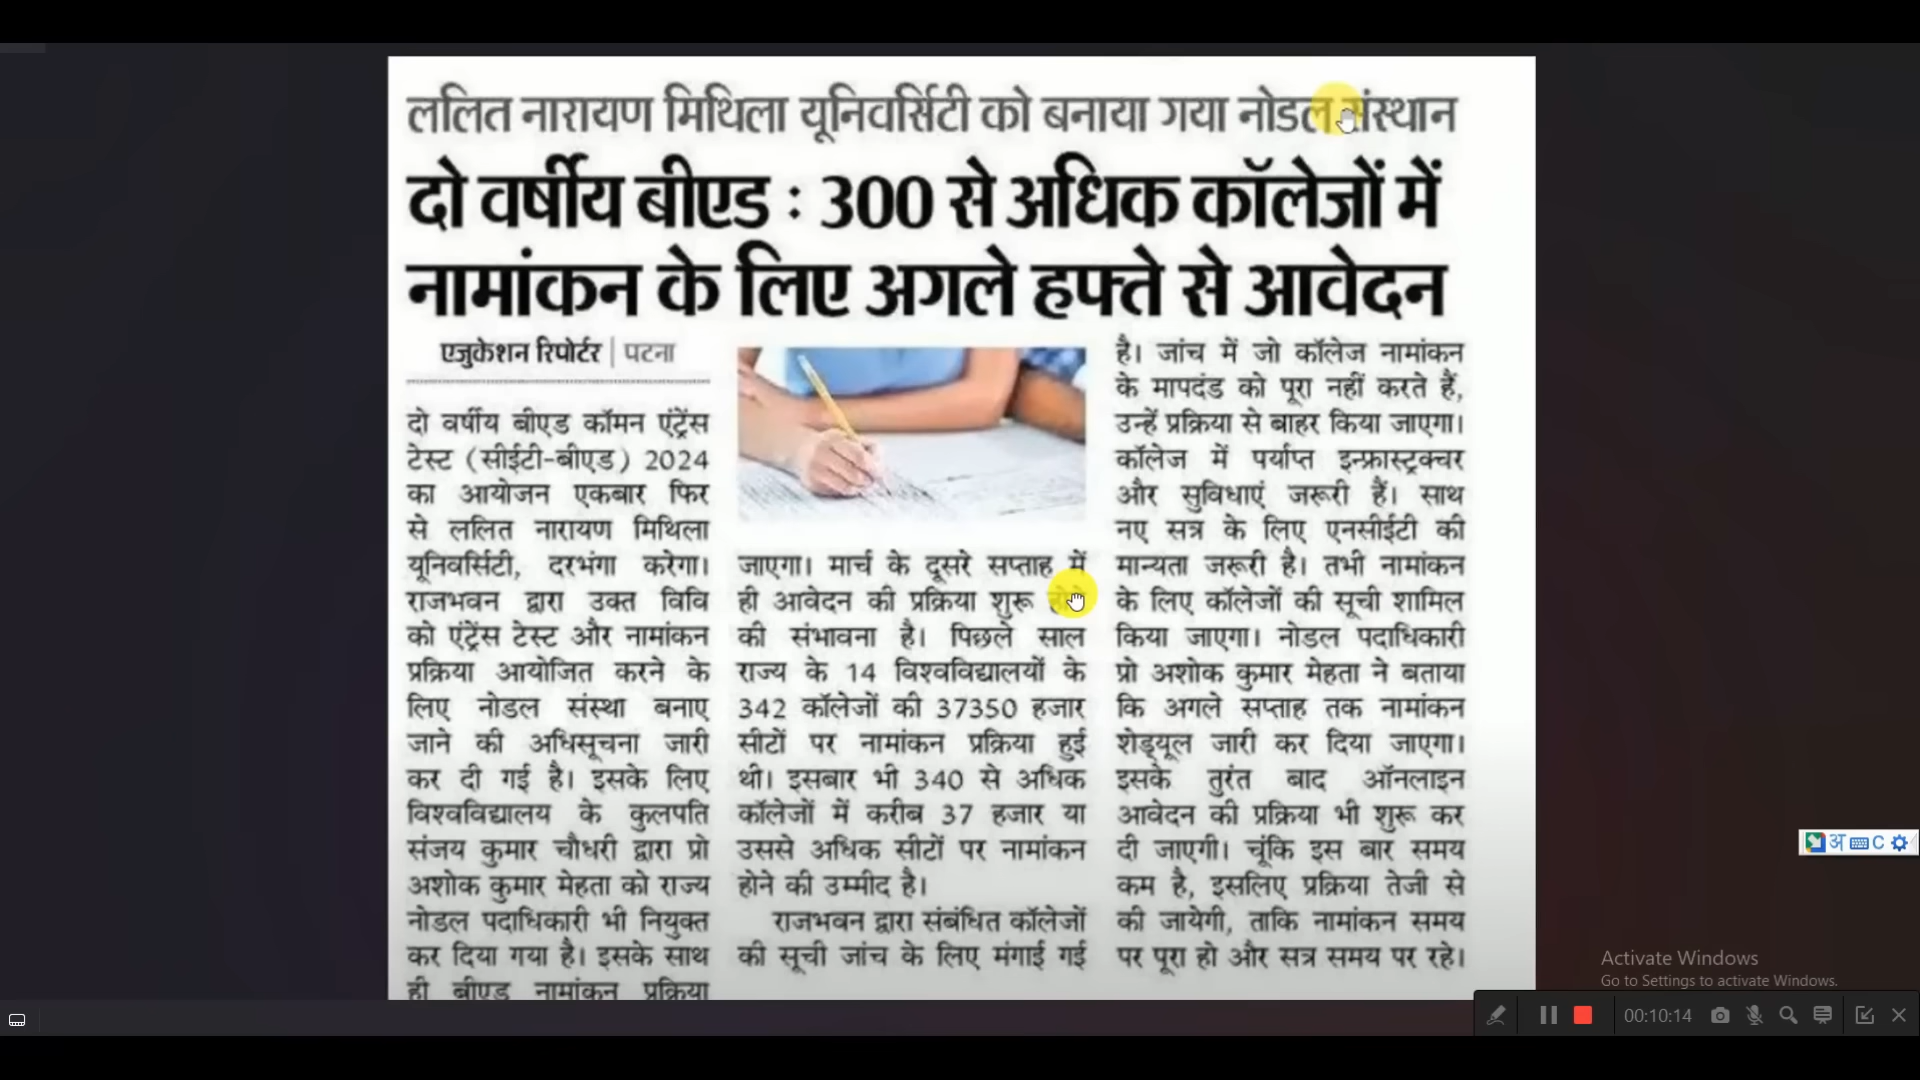 ललित नारायण मिथिला यूनिवर्सिटी को बनाया गया नोडल संस्थान
दो वर्षीय बीएड : 300 से अधिक कॉलेजों में
नामांकन के लिए अगले हफ्ते से आवेदन
एजुकेशन रिपोर्टर | पटना
दो वर्षीय बीएड कॉमन एंट्रेंस
टेस्ट (सीईटी-बीएड) 2024
का आयोजन एकबार फिर
से ललित नारायण मिथिला
यूनिवर्सिटी, दरभंगा करेगा।
राजभवन द्वारा उक्त विवि
को एंट्रेंस टेस्ट और नामांकन
प्रक्रिया आयोजित करने के
लिए नोडल संस्था बनाए
जाने की अधिसूचना जारी
कर दी गई है। इसके लिए
विश्वविद्यालय के कुलपति
संजय कुमार चौधरी द्वारा प्रो
अशोक कुमार मेहता को राज्य
नोडल पदाधिकारी भी नियुक्त
कर दिया गया है। इसके साथ
ही बीएड नामांकन प्रक्रिया
जाएगा। मार्च के दूसरे सप्ताह में
ही आवेदन की प्रक्रिया शुरू होने
की संभावना है। पिछले साल
राज्य के 14 विश्वविद्यालयों के
342 कॉलेजों की 37350 हजार
सीटों पर नामांकन प्रक्रिया हुई
थी। इसबार भी 340 से अधिक
कॉलेजों में करीब 37 हजार या
उससे अधिक सीटों पर नामांकन
होने की उम्मीद है।
राजभवन द्वारा संबंधित कॉलेजों
की सूची जांच के लिए मंगाई गई
है। जांच में जो कॉलेज नामांकन
के मापदंड को पूरा नहीं करते हैं,
उन्हें प्रक्रिया से बाहर किया जाएगा।
कॉलेज में पर्याप्त इन्फ्रास्ट्रक्चर
और सुविधाएं जरूरी हैं। साथ
नए सत्र के लिए एनसीईटी की
मान्यता जरूरी है। तभी नामांकन
के लिए कॉलेजों की सूची शामिल
किया जाएगा। नोडल पदाधिकारी
प्रो अशोक कुमार मेहता ने बताया
कि अगले सप्ताह तक नामांकन
शेड्यूल जारी कर दिया जाएगा।
इसके तुरंत बाद ऑनलाइन
आवेदन की प्रक्रिया भी शुरू कर
दी जाएगी। चूंकि इस बार समय
कम है, इसलिए प्रक्रिया तेजी से
की जायेगी, ताकि नामांकन समय
पर पूरा हो और सत्र समय पर रहे।
अ C
Activate Windows
Go to Settings to activate Windows.
00:10:14